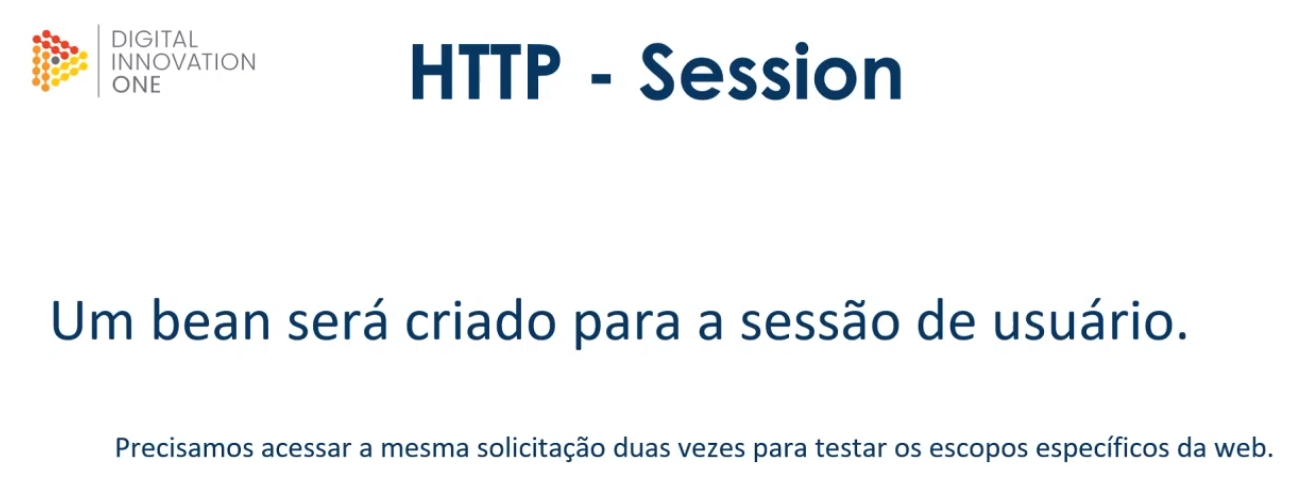 DIGITAL
INNOVATION
ONE
HTTP - Session
Um bean será criado para a sessão de usuário.
Precisamos acessar a mesma solicitação duas vezes para testar os escopos específicos da web.